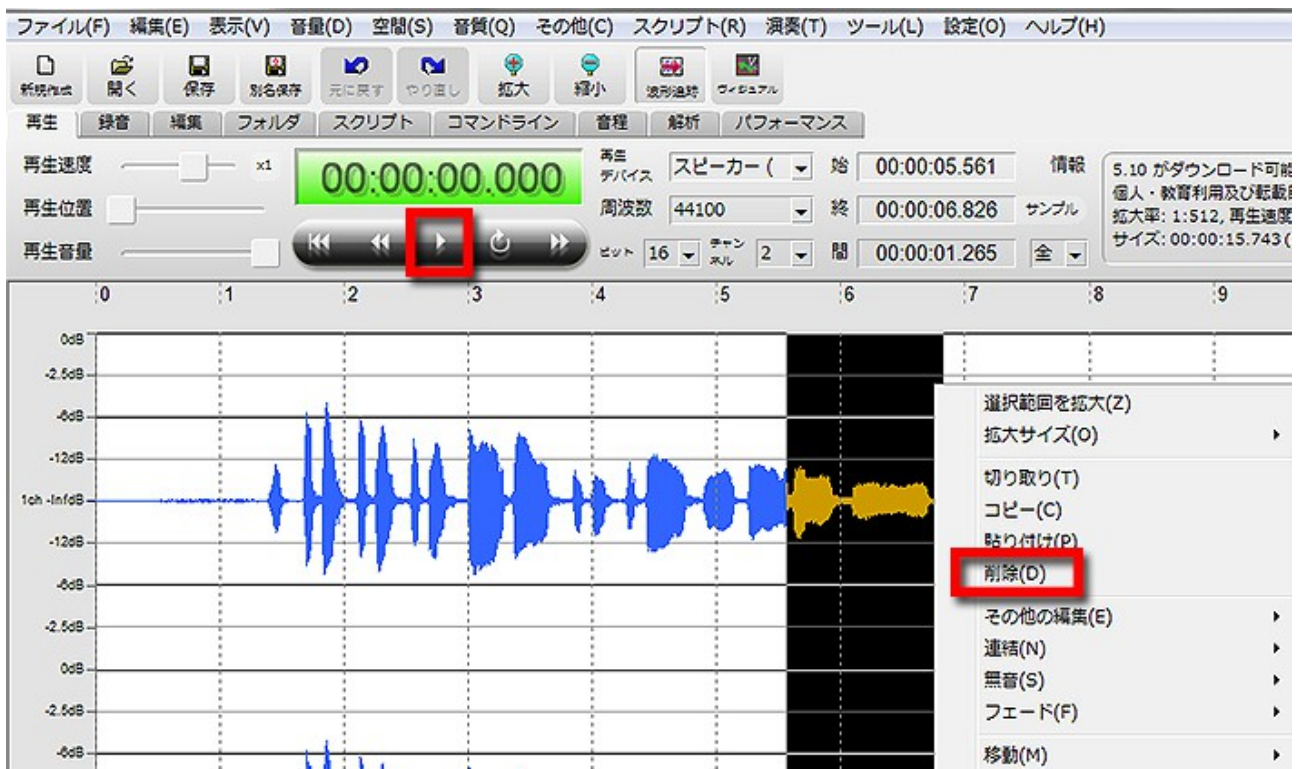 ファイル(F) 編集(E) 表示(V) 音量(D) 空間(S) 音質(Q) その他(C) スクリプト(R) 演奏(T) ツール(L) 設定(O) ヘルプ(H)
新規作成 開く 保存 別名保存 元に戻す やり直し 拡大 縮小 波形追跡 ヴィジュアル
再生 録音 編集 フォルダ スクリプト コマンドライン 音程 解析 パフォーマンス
再生速度 x1
再生位置
再生音量
00:00:00.000
再生デバイス スピーカー (
周波数 44100
ビット 16 チャンネル 2
始 00:00:05.561
終 00:00:06.826
間 00:00:01.265
情報
サンプル
全
5.10 がダウンロード可能
個人・教育利用及び転載
拡大率: 1:512, 再生速度
サイズ: 00:00:15.743 (
:0 :1 :2 :3 :4 :5 :6 :7 :8 :9
0dB
-2.5dB
-6dB
-12dB
1ch -InfdB
-12dB
-6dB
-2.5dB
0dB
-2.5dB
-6dB
選択範囲を拡大(Z)
拡大サイズ(O)
切り取り(T)
コピー(C)
貼り付け(P)
削除(D)
その他の編集(E)
連結(N)
無音(S)
フェード(F)
移動(M)